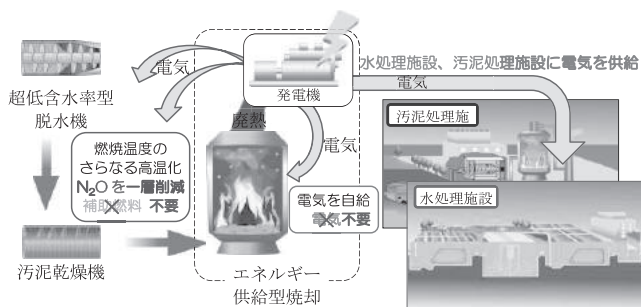 水処理施設、汚泥処理施設に電気を供給
電気
電気
発電機
汚泥処理施
超低含水率型
脱水機
廃熱
電気
燃焼温度の
さらなる高温化
N₂Oを一層削減
補助燃料 不要
電気を自給
電気不要
水処理施設
汚泥乾燥機
エネルギー
供給型焼却